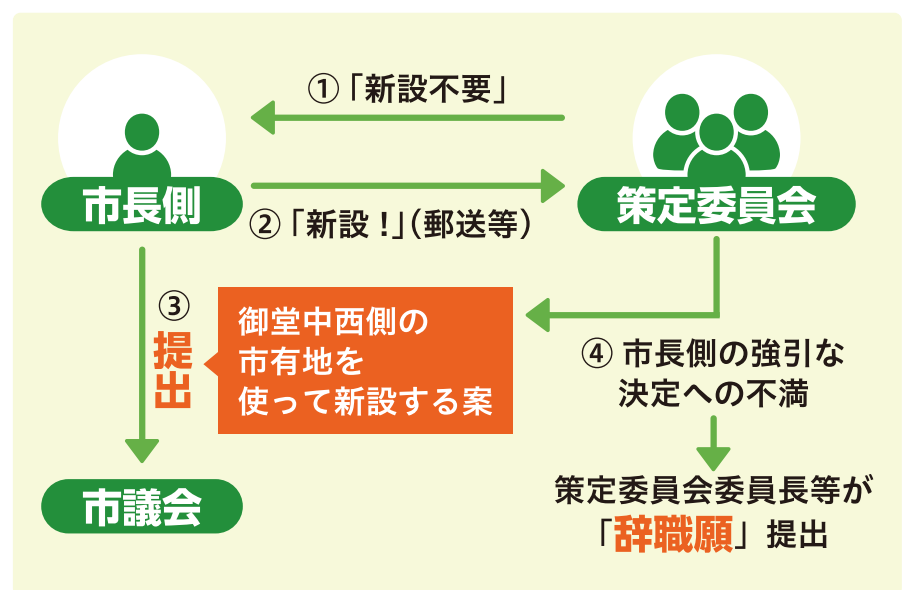 ①「新設不要」
市長側
策定委員会
②「新設！」（郵送等）
③
提出
御堂中西側の
市有地を
使って新設する案
④ 市長側の強引な
決定への不満
市議会
策定委員会委員長等が
「辞職願」提出